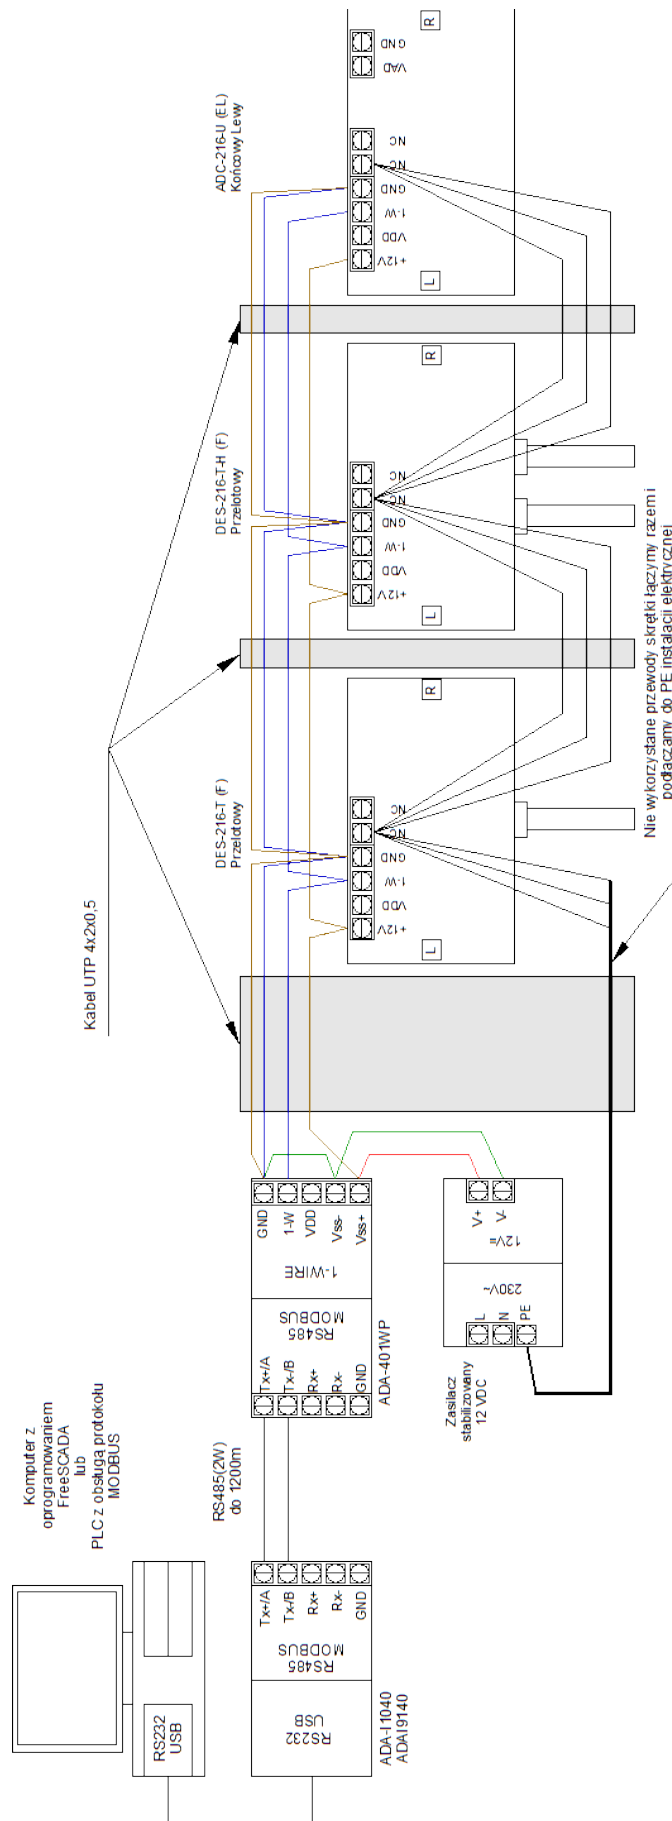 Komputer z
oprogramowaniem
FreeSCADA
lub
PLC z obsługą protokołu
MODBUS
RS232
USB
RS232
USB
RS485
MODBUS
Tx+/A
Tx-/B
Rx+
Rx-
GND
ADA-I1040
ADAI9140
RS485(2W)
do 1200m
Tx+/A
Tx-/B
Rx+
Rx-
GND
RS485
MODBUS
1-WIRE
GND
1-W
VDD
Vss-
Vss+
ADA-401WP
Zasilacz
stabilizowany
12 VDC
L
N
PE
230V~
12V=
V+
V-
Kabel UTP 4x2x0,5
DES-216-T (F)
Przelotowy
L
+12V
VDD
1-W
GND
NC
NC
R
DES-216-T-H (F)
Przelotowy
L
+12V
VDD
1-W
GND
NC
NC
R
ADC-216-U (EL)
Końcowy Lewy
L
+12V
VDD
1-W
GND
NC
NC
VAD
GND
R
Nie wykorzystane przewody skrętki łączymy razem i
podłączamy do PE instalacji elektrycznej